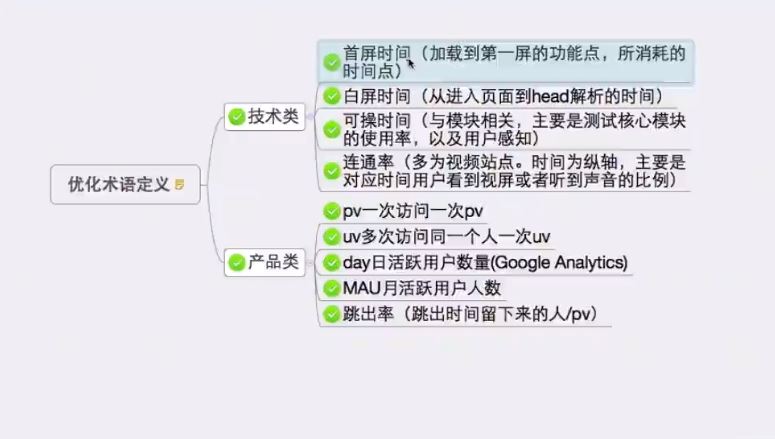 优化术语定义
技术类
首屏时间（加载到第一屏的功能点，所消耗的
时间点）
白屏时间（从进入页面到head解析的时间）
可操时间（与模块相关，主要是测试核心模块
的使用率，以及用户感知）
连通率（多为视频站点。时间为纵轴，主要是
对应时间用户看到视屏或者听到声音的比例）
产品类
pv一次访问一次pv
uv多次访问同一个人一次uv
day日活跃用户数量(Google Analytics)
MAU月活跃用户人数
跳出率（跳出时间留下来的人/pv）